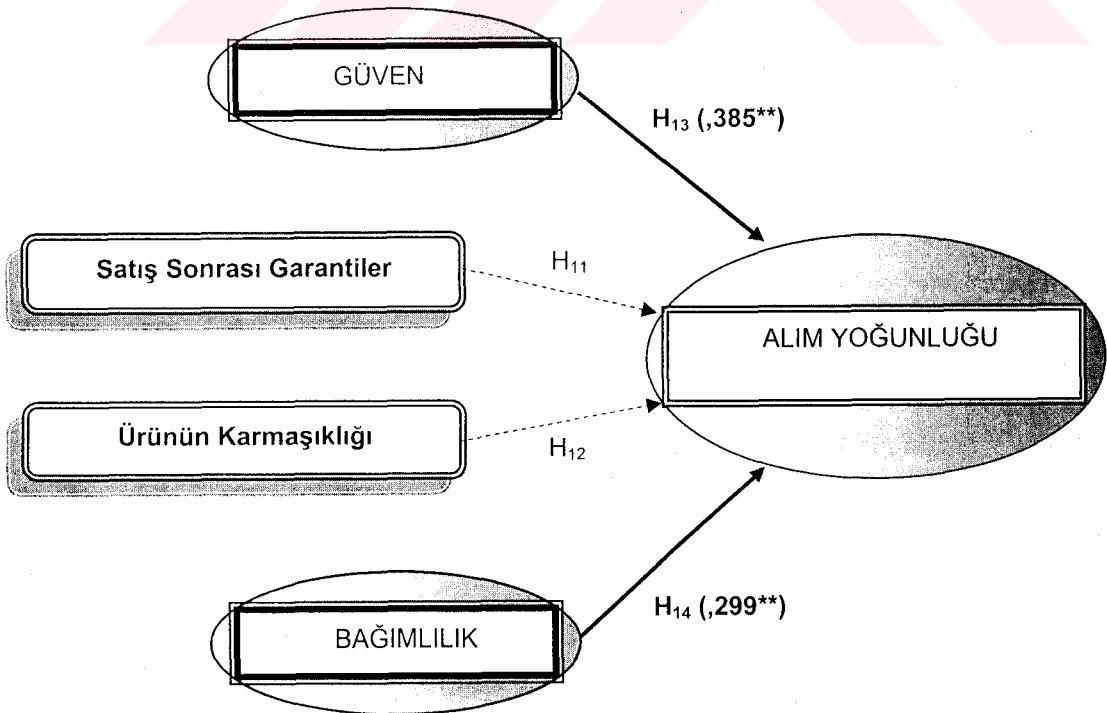 GÜVEN
H₁₃ (,385**)
Satış Sonrası Garantiler
H₁₁
ALIM YOĞUNLUĞU
Ürünün Karmaşıklığı
H₁₂
H₁₄ (,299**)
BAĞIMLILIK